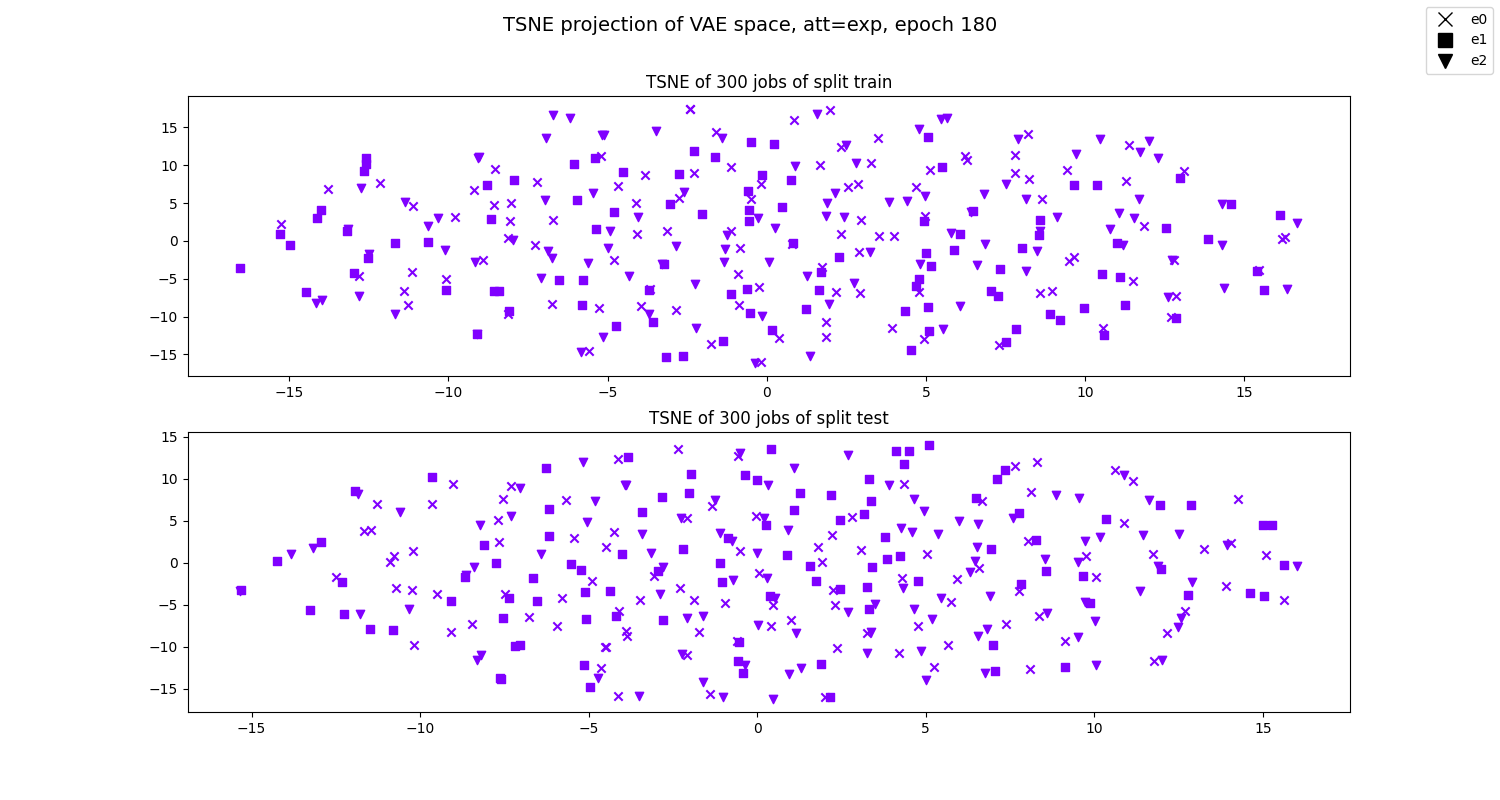 TSNE projection of VAE space, att=exp, epoch 180
e0
e1
e2
TSNE of 300 jobs of split train
15
10
5
0
−5
−10
−15
−15 −10 −5 0 5 10 15
TSNE of 300 jobs of split test
15
10
5
0
−5
−10
−15
−15 −10 −5 0 5 10 15